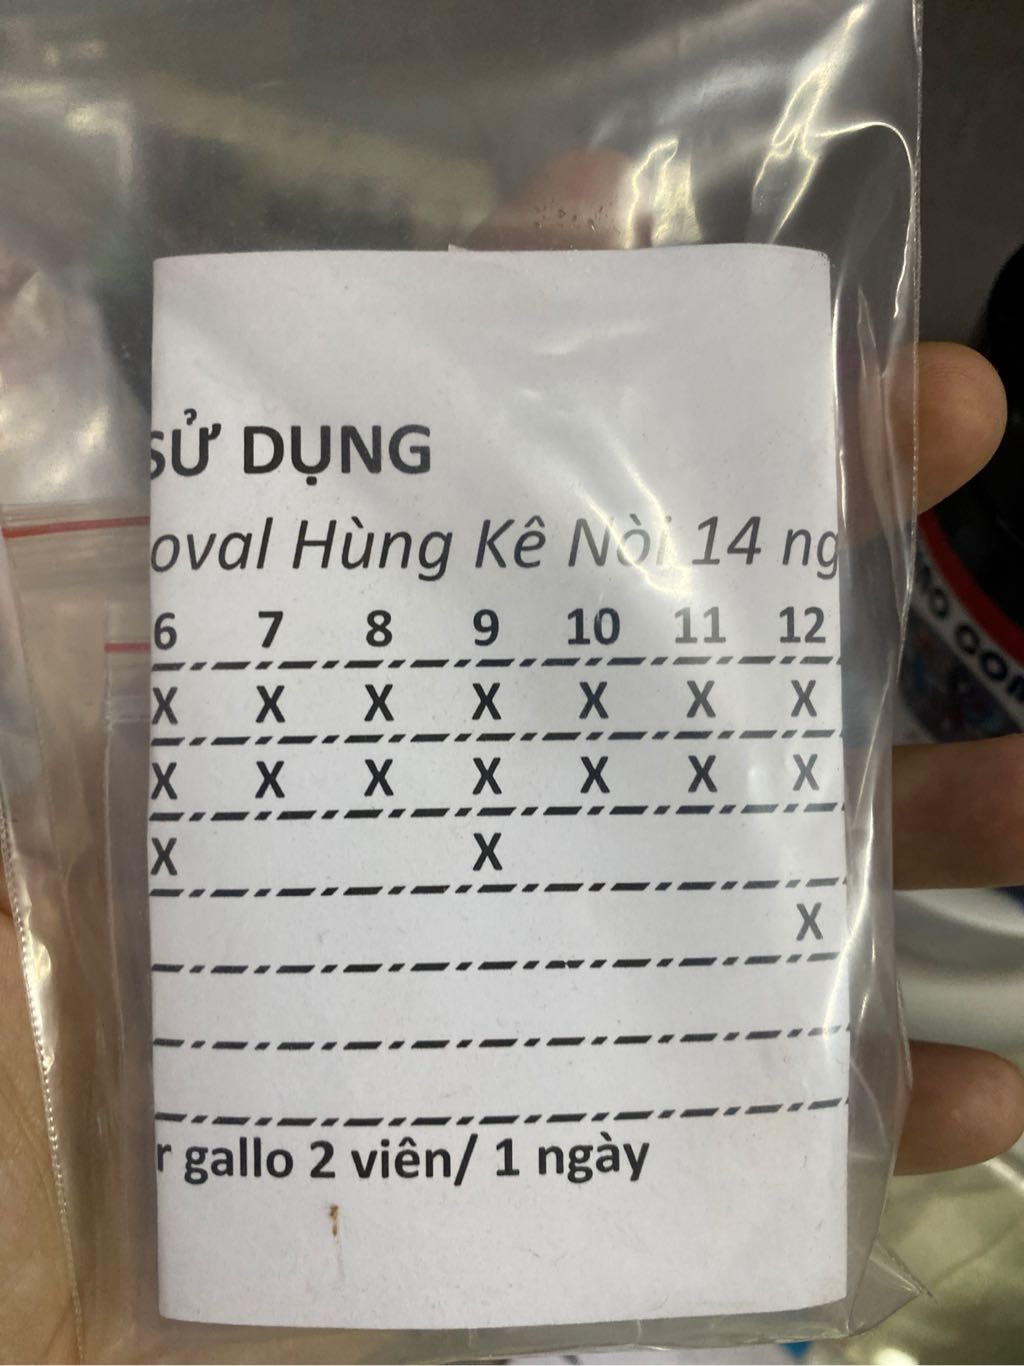 SỬ DỤNG
oval Hùng Kê Nòi 14 ng
6 7 8 9 10 11 12
X X X X X X X
X X X X X X X
X X
X
r gallo 2 viên/ 1 ngày